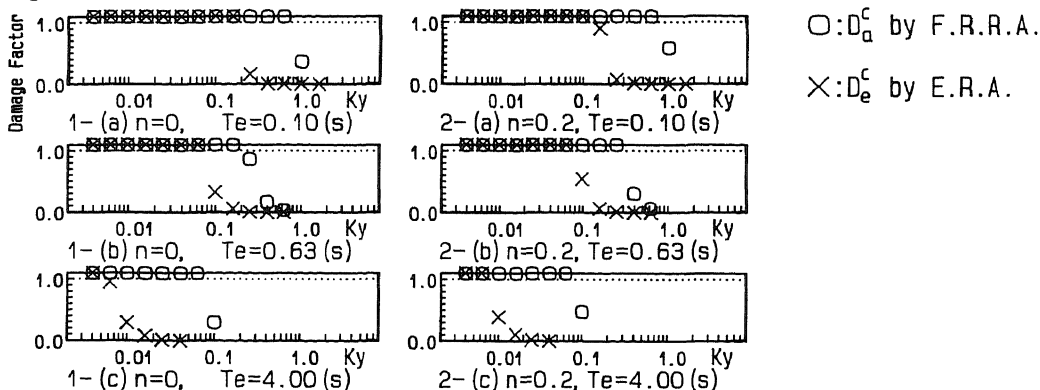 Damage Factor
1.0
0.0
0.01 0.1 1.0 Ky
1-(a) n=0, Te=0.10(s)
1.0
0.0
0.01 0.1 1.0 Ky
2-(a) n=0.2, Te=0.10(s)
○:Dᶜₐ by F.R.R.A.
×:Dᶜₑ by E.R.A.
1.0
0.0
0.01 0.1 1.0 Ky
1-(b) n=0, Te=0.63(s)
1.0
0.0
0.01 0.1 1.0 Ky
2-(b) n=0.2, Te=0.63(s)
1.0
0.0
0.01 0.1 1.0 Ky
1-(c) n=0, Te=4.00(s)
1.0
0.0
0.01 0.1 1.0 Ky
2-(c) n=0.2, Te=4.00(s)